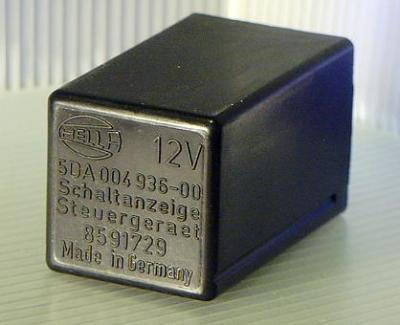 HELLA 12V
5DA 004 936-00
Schaltanzeige
Steuergeraet
8591729
Made in Germany